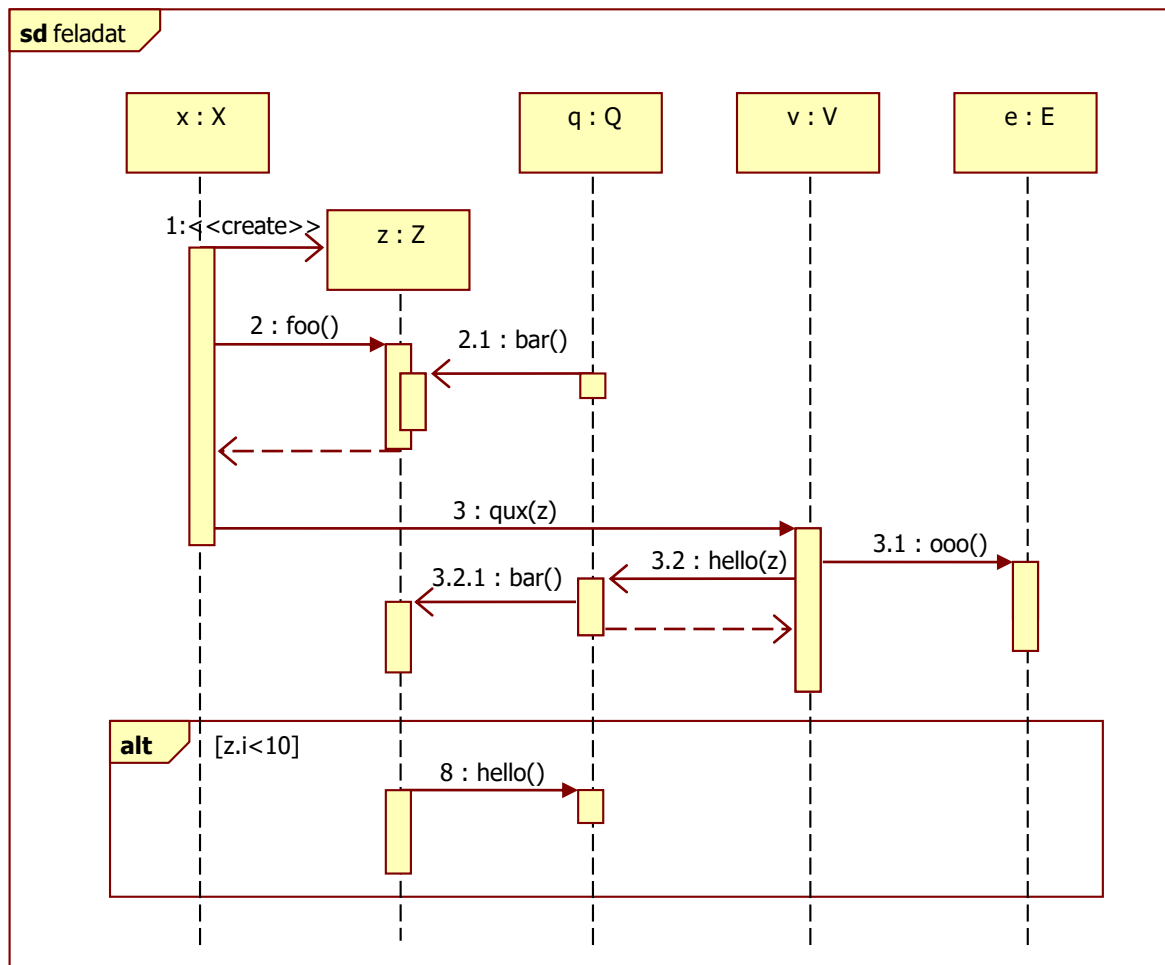 sd feladat
x : X
q : Q
v : V
e : E
1:<<create>>
z : Z
2 : foo()
2.1 : bar()
3 : qux(z)
3.1 : ooo()
3.2 : hello(z)
3.2.1 : bar()
alt [z.i<10]
8 : hello()